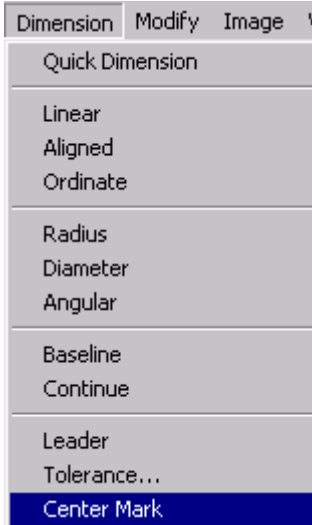 Dimension Modify Image
Quick Dimension
Linear
Aligned
Ordinate
Radius
Diameter
Angular
Baseline
Continue
Leader
Tolerance...
Center Mark